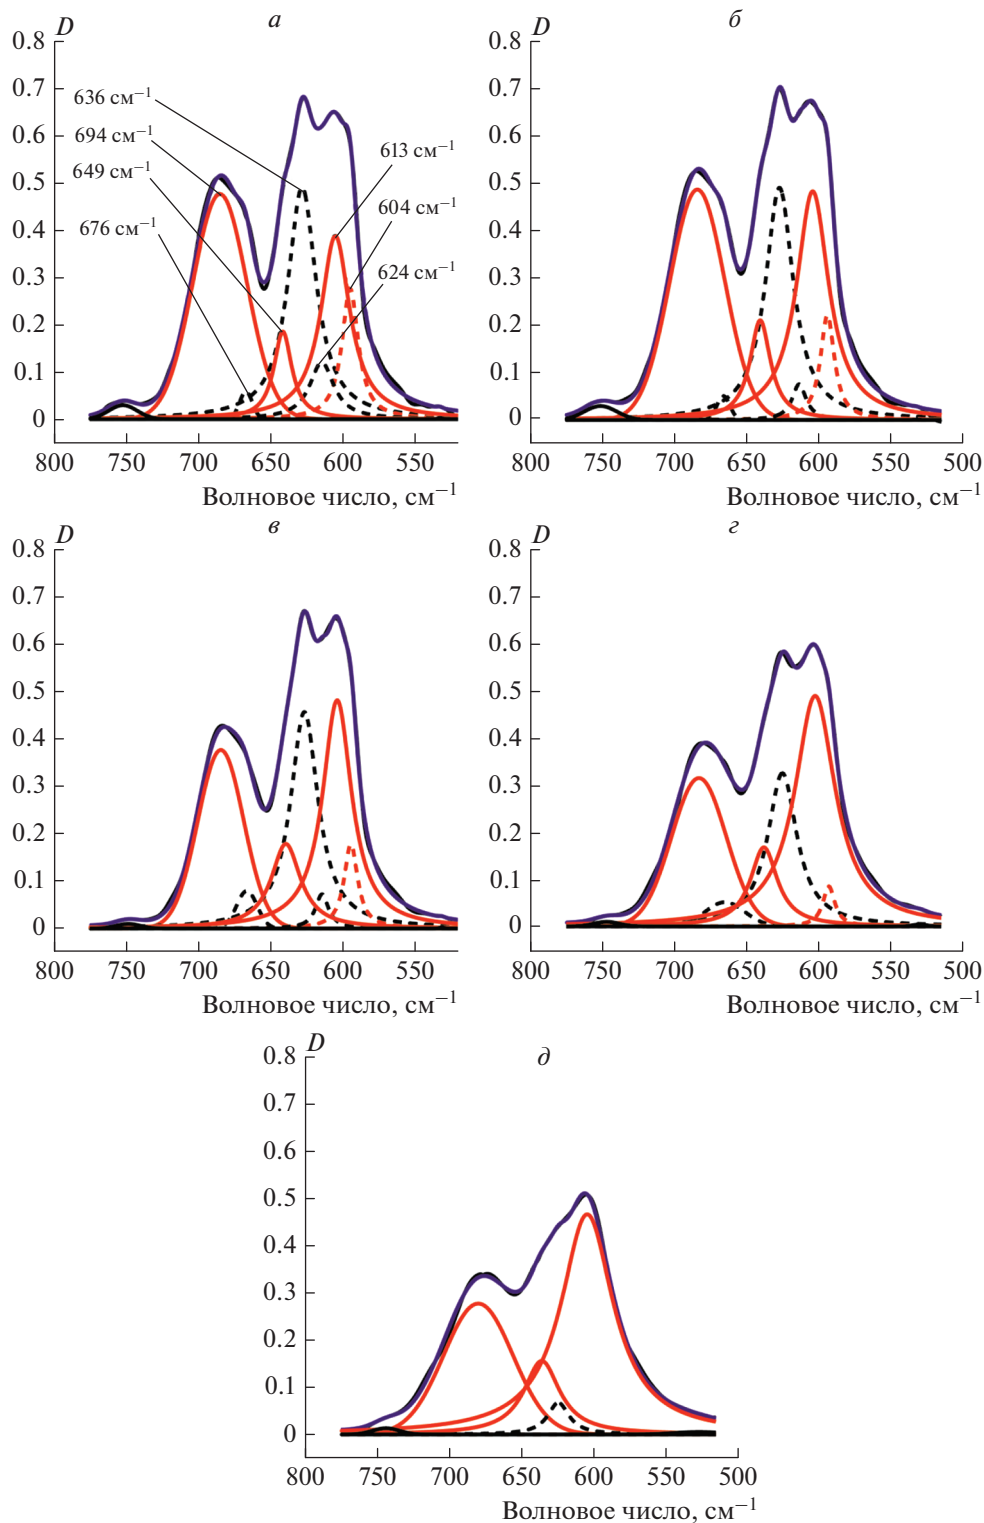 а
D
0.8
0.7
0.6
0.5
0.4
0.3
0.2
0.1
0
636 см⁻¹
694 см⁻¹
649 см⁻¹
676 см⁻¹
613 см⁻¹
604 см⁻¹
624 см⁻¹
800 750 700 650 600 550
Волновое число, см⁻¹
б
D
0.8
0.7
0.6
0.5
0.4
0.3
0.2
0.1
0
800 750 700 650 600 550 500
Волновое число, см⁻¹
в
D
0.8
0.7
0.6
0.5
0.4
0.3
0.2
0.1
0
800 750 700 650 600 550
Волновое число, см⁻¹
г
D
0.8
0.7
0.6
0.5
0.4
0.3
0.2
0.1
0
800 750 700 650 600 550 500
Волновое число, см⁻¹
д
D
0.8
0.7
0.6
0.5
0.4
0.3
0.2
0.1
0
800 750 700 650 600 550 500
Волновое число, см⁻¹